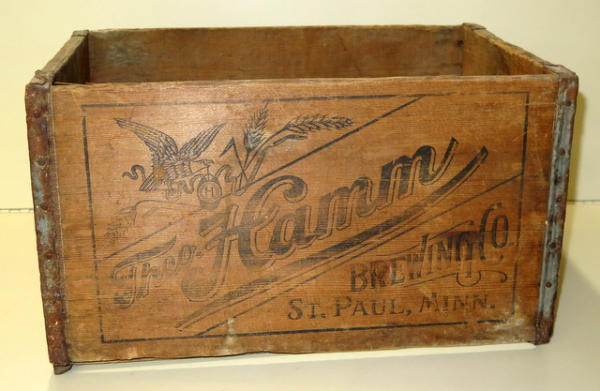 Theo. Hamm
BREWING CO.
ST. PAUL, MINN.